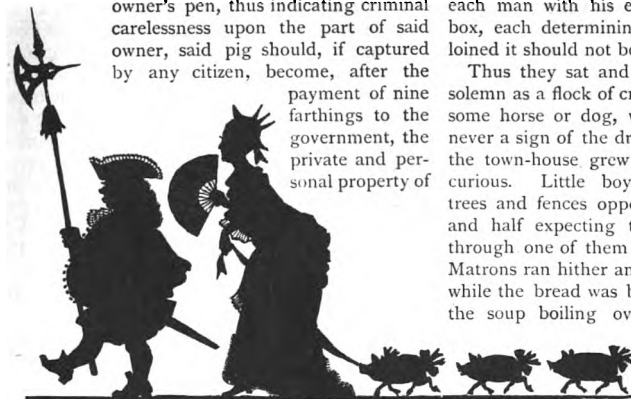 owner's pen, thus indicating criminal
carelessness upon the part of said
owner, said pig should, if captured
by any citizen, become, after the
payment of nine
farthings to the
government, the
private and per-
sonal property of
each man with his e
box, each determinin
loined it should not b
Thus they sat and
solemn as a flock of c
some horse or dog,
never a sign of the dr
the town-house grew
curious. Little boy
trees and fences opp
and half expecting t
through one of them
Matrons ran hither an
while the bread was b
the soup boiling ov